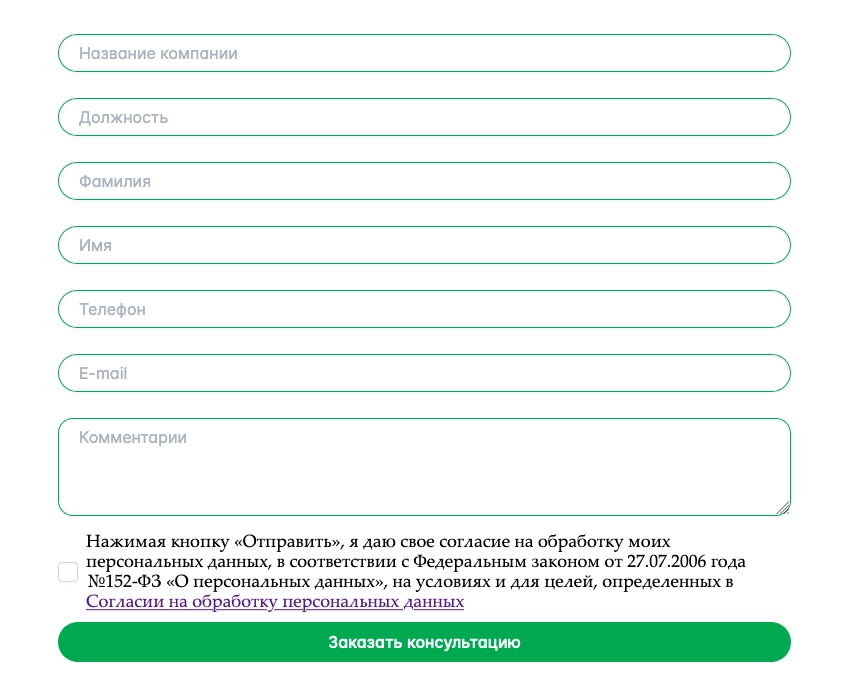 Название компании
Должность
Фамилия
Имя
Телефон
E-mail
Комментарии
Нажимая кнопку «Отправить», я даю свое согласие на обработку моих
персональных данных, в соответствии с Федеральным законом от 27.07.2006 года
№152-ФЗ «О персональных данных», на условиях и для целей, определенных в
Согласии на обработку персональных данных
Заказать консультацию